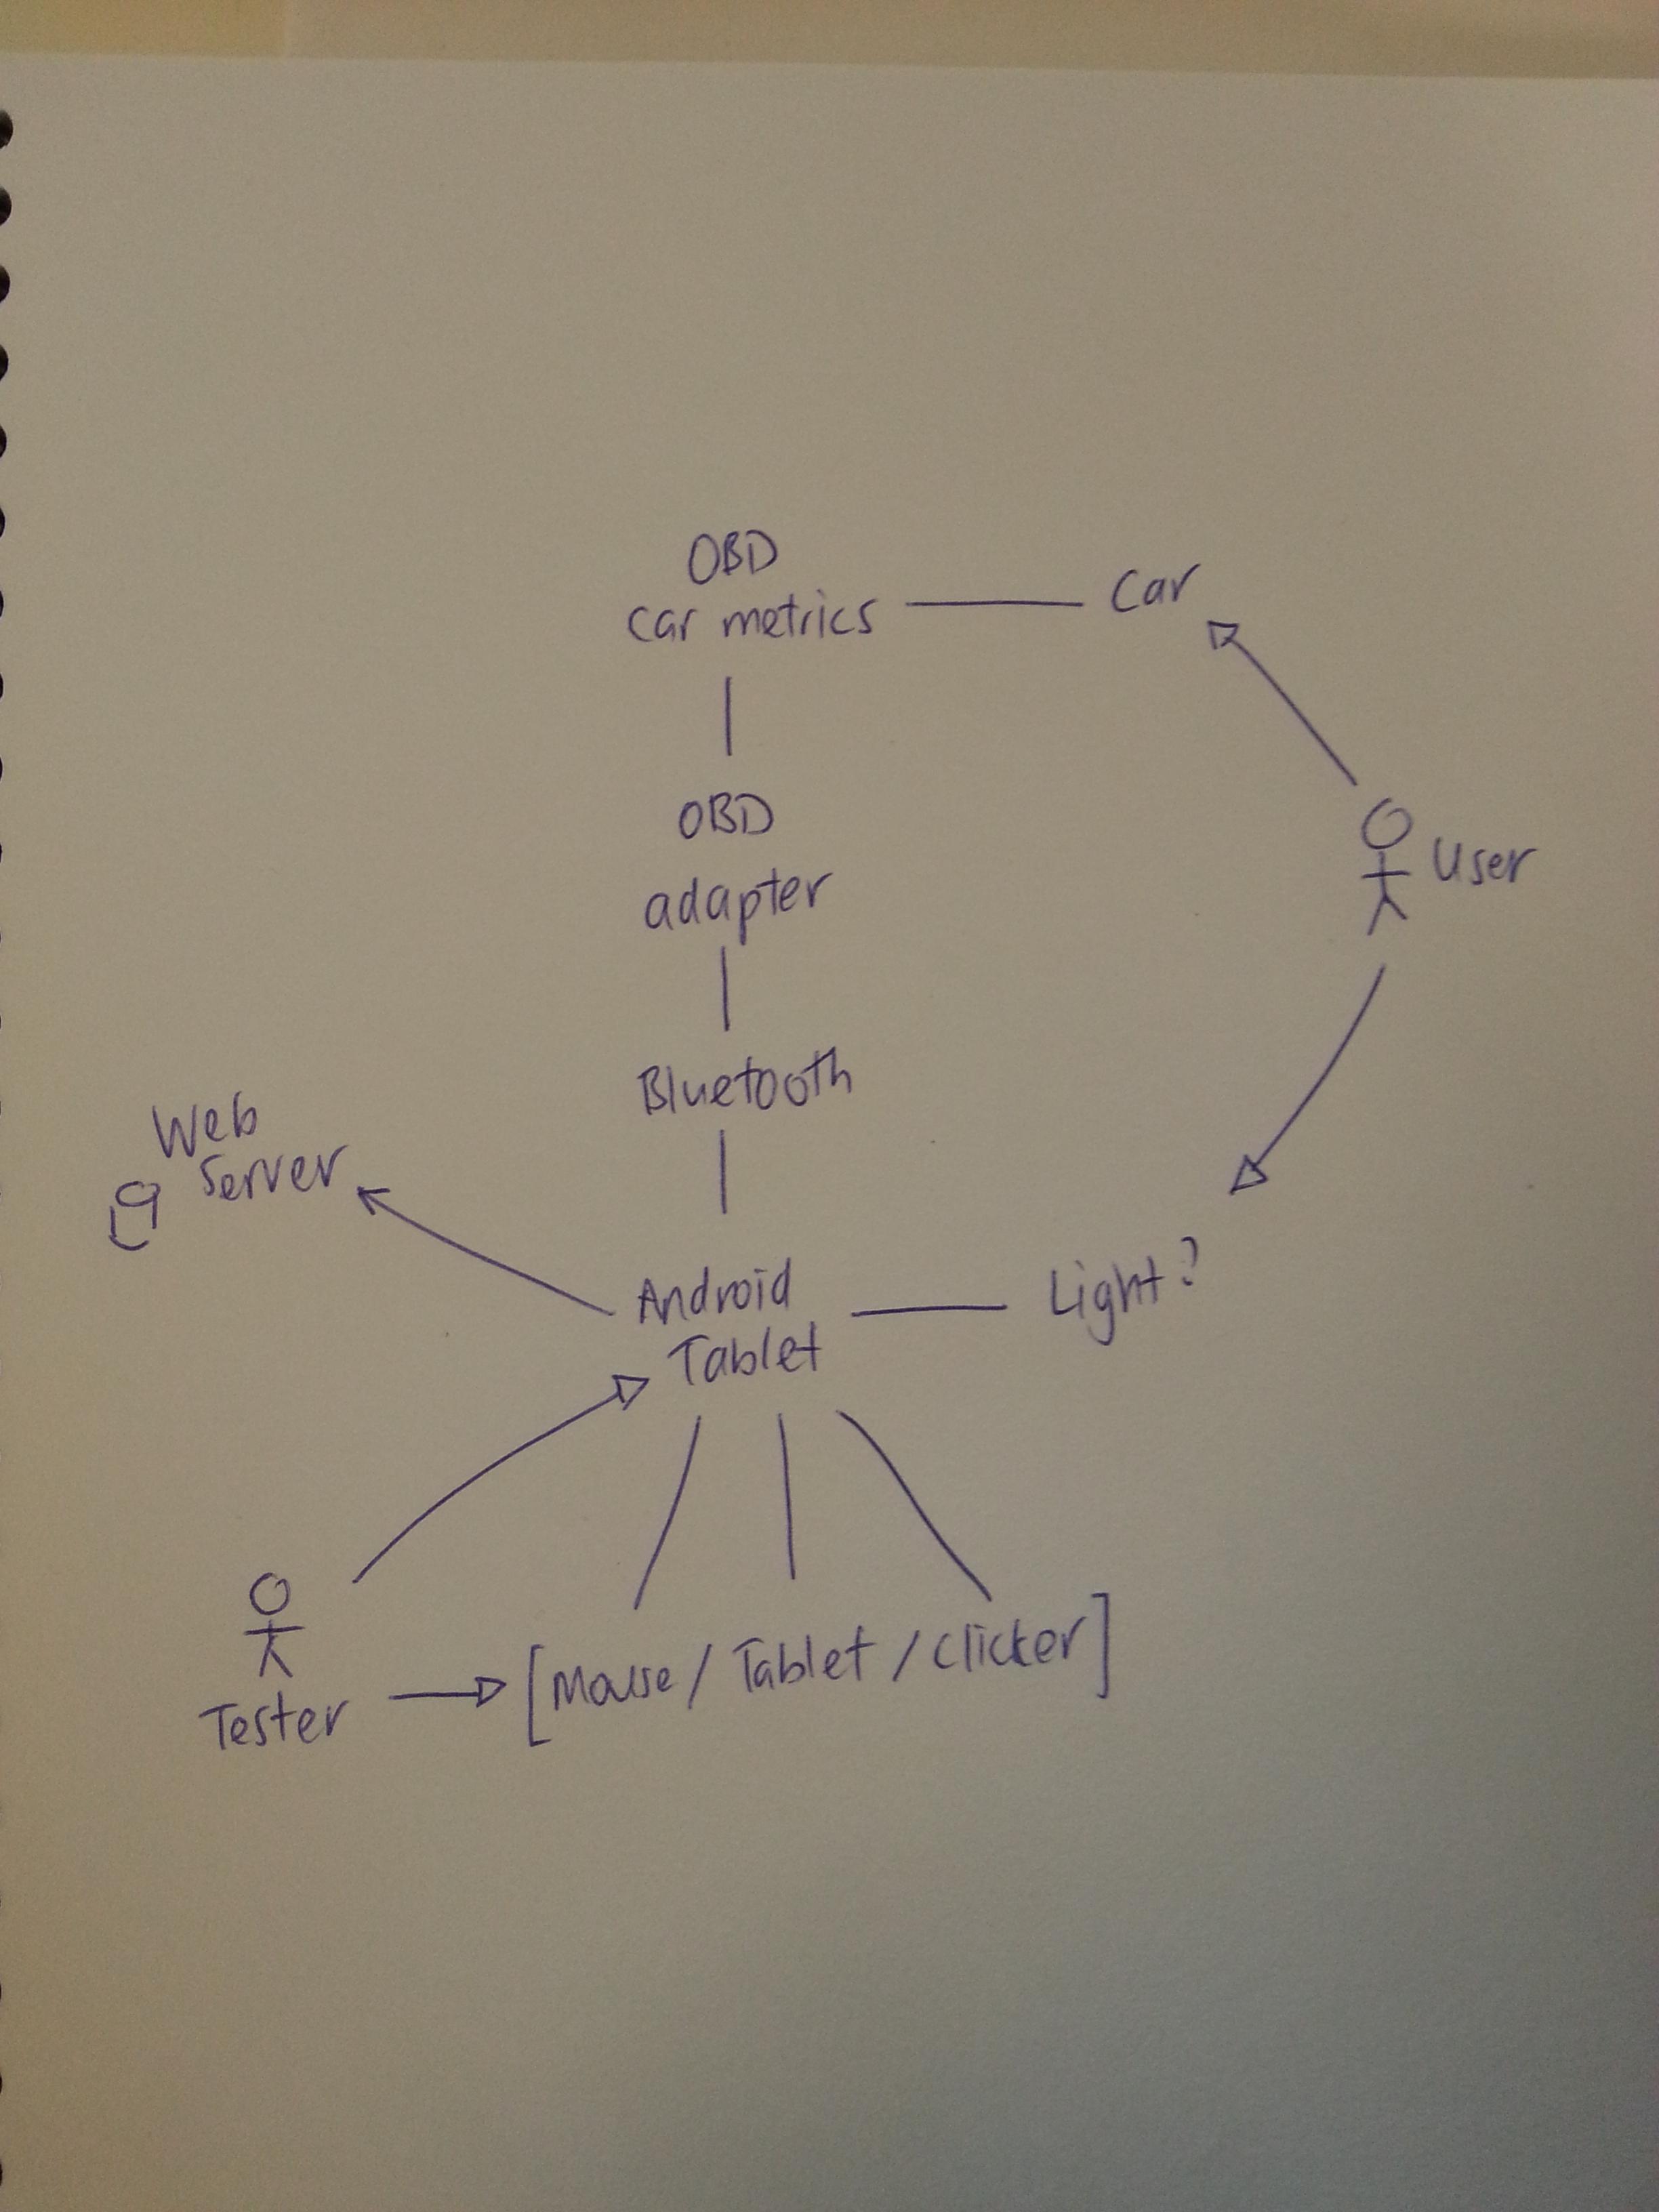 OBD
car metrics
Car
OBD
adapter
User
Bluetooth
Web
Server
Android
Tablet
Light?
Tester
[Mouse / Tablet / Clicker]